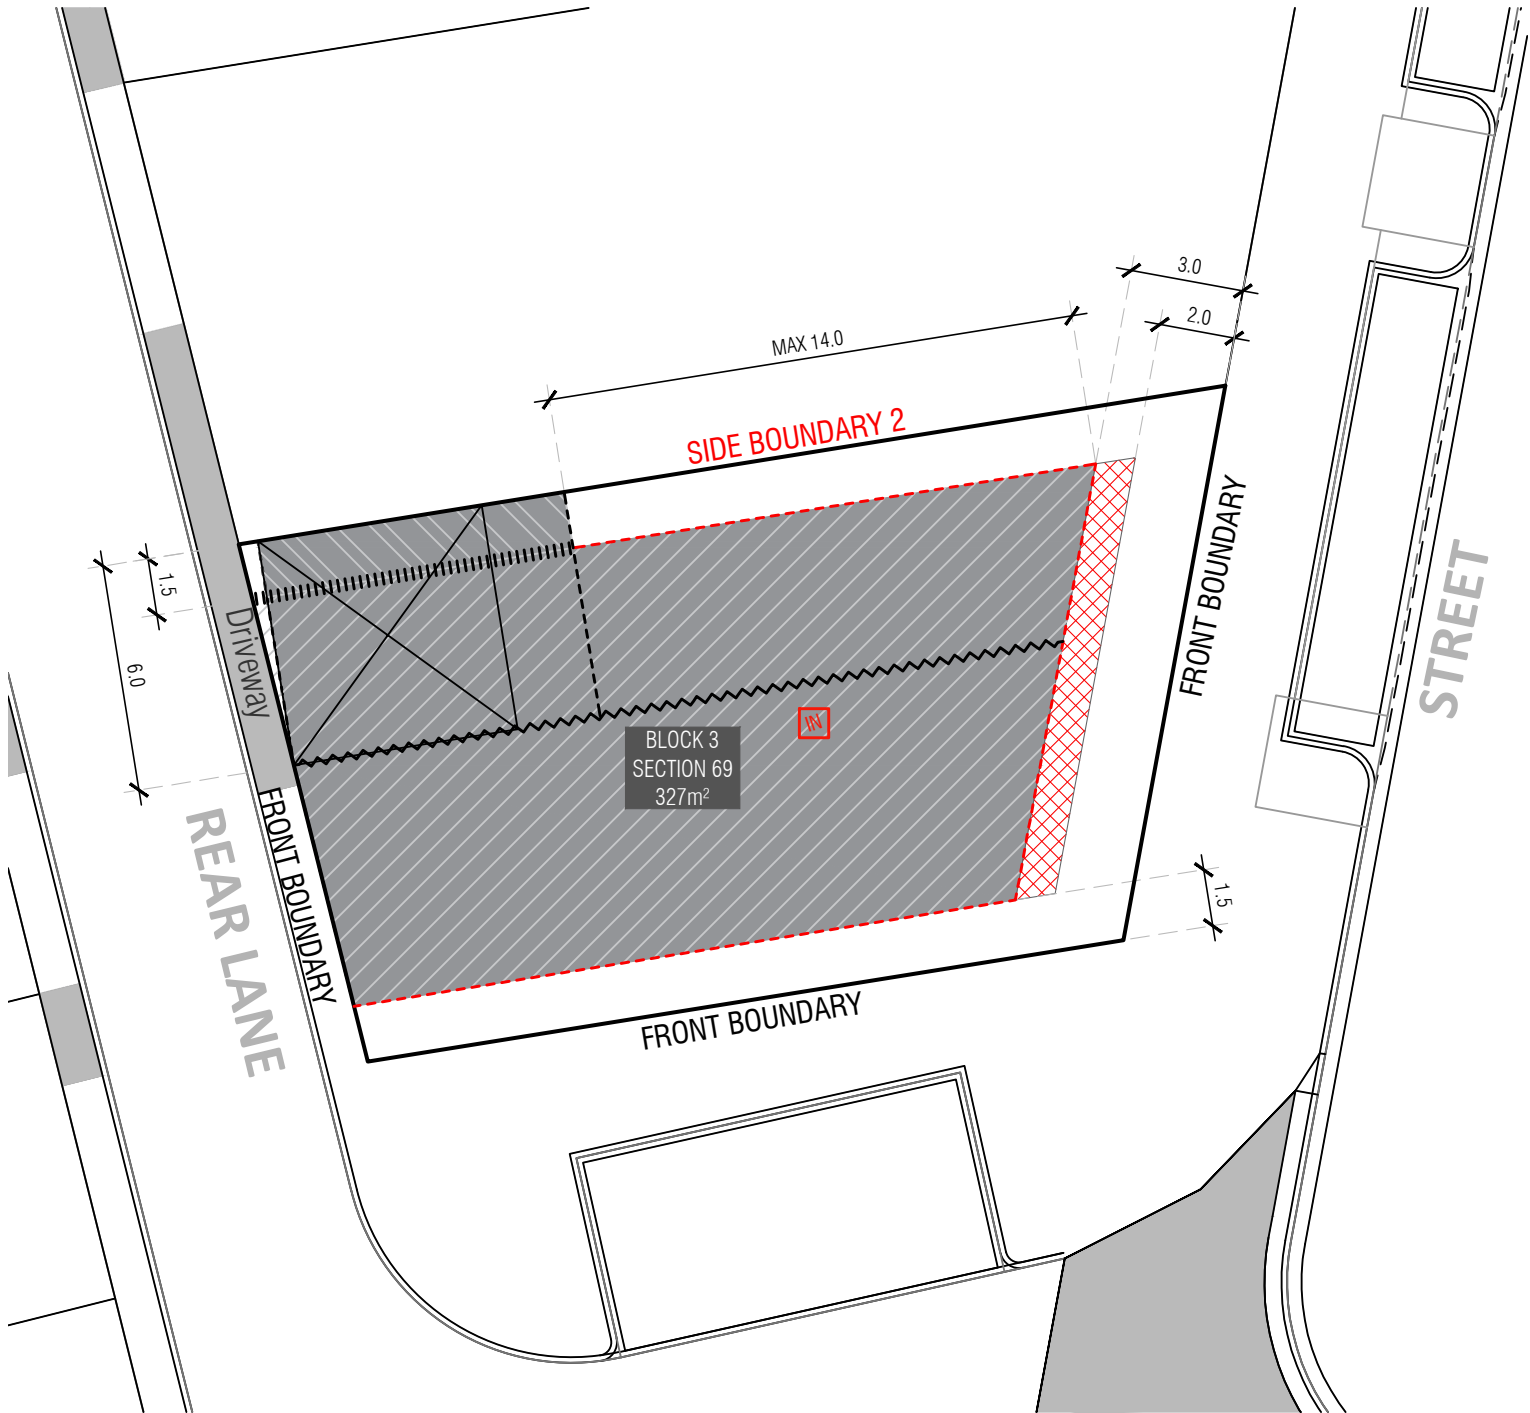 3.0
2.0
MAX 14.0
SIDE BOUNDARY 2
FRONT BOUNDARY
STREET
1.5
6.0
Driveway
IN
BLOCK 3
SECTION 69
327m²
REAR LANE
FRONT BOUNDARY
1.5
FRONT BOUNDARY